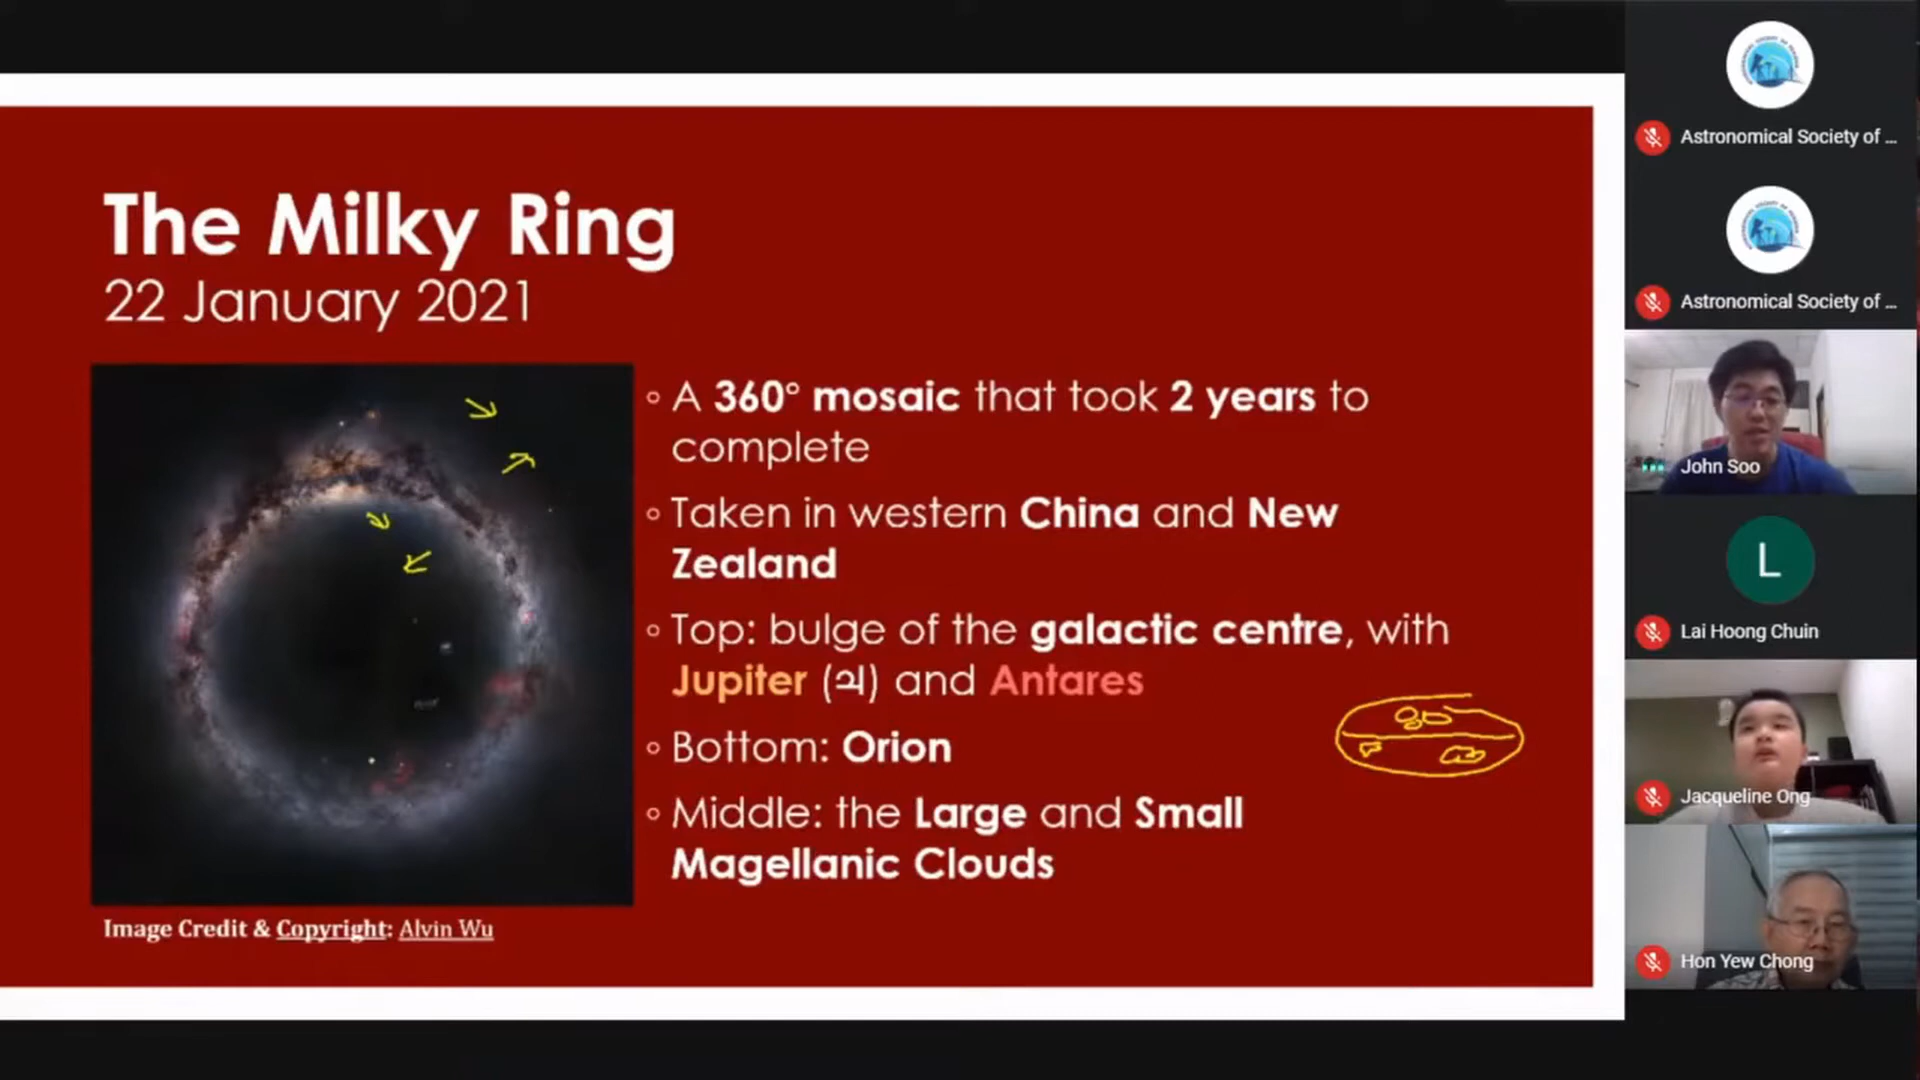 The Milky Ring
22 January 2021
◦ A 360° mosaic that took 2 years to
complete
◦ Taken in western China and New
Zealand
◦ Top: bulge of the galactic centre, with
Jupiter (♃) and Antares
◦ Bottom: Orion
◦ Middle: the Large and Small
Magellanic Clouds
Image Credit & Copyright: Alvin Wu
Astronomical Society of ...
Astronomical Society of ...
John Soo
L
Lai Hoong Chuin
Jacqueline Ong
Hon Yew Chong